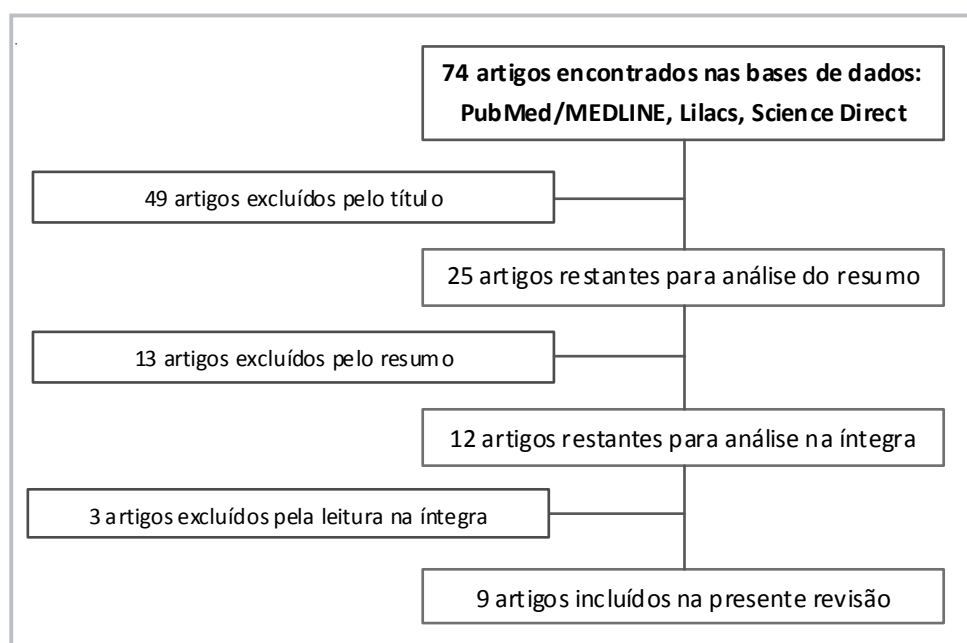 74 artigos encontrados nas bases de dados:
PubMed/MEDLINE, Lilacs, Science Direct
49 artigos excluídos pelo título
25 artigos restantes para análise do resumo
13 artigos excluídos pelo resumo
12 artigos restantes para análise na íntegra
3 artigos excluídos pela leitura na íntegra
9 artigos incluídos na presente revisão